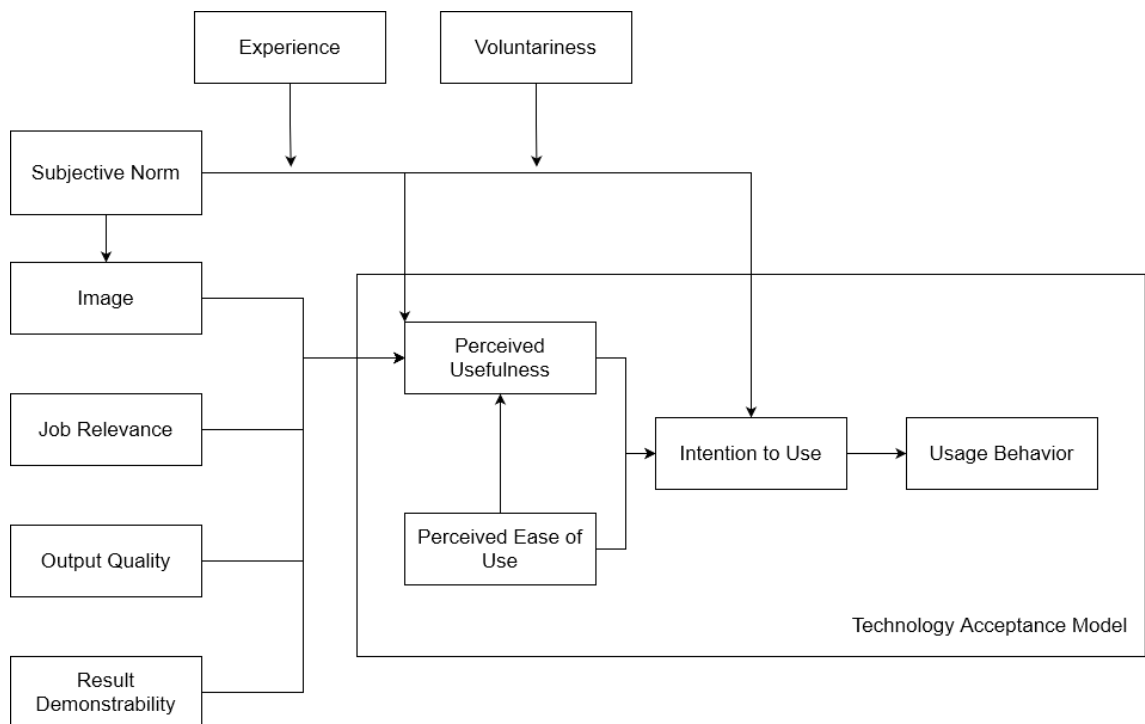 Experience
Voluntariness
Subjective Norm
Image
Perceived
Usefulness
Job Relevance
Intention to Use
Usage Behavior
Output Quality
Perceived Ease of
Use
Technology Acceptance Model
Result
Demonstrability